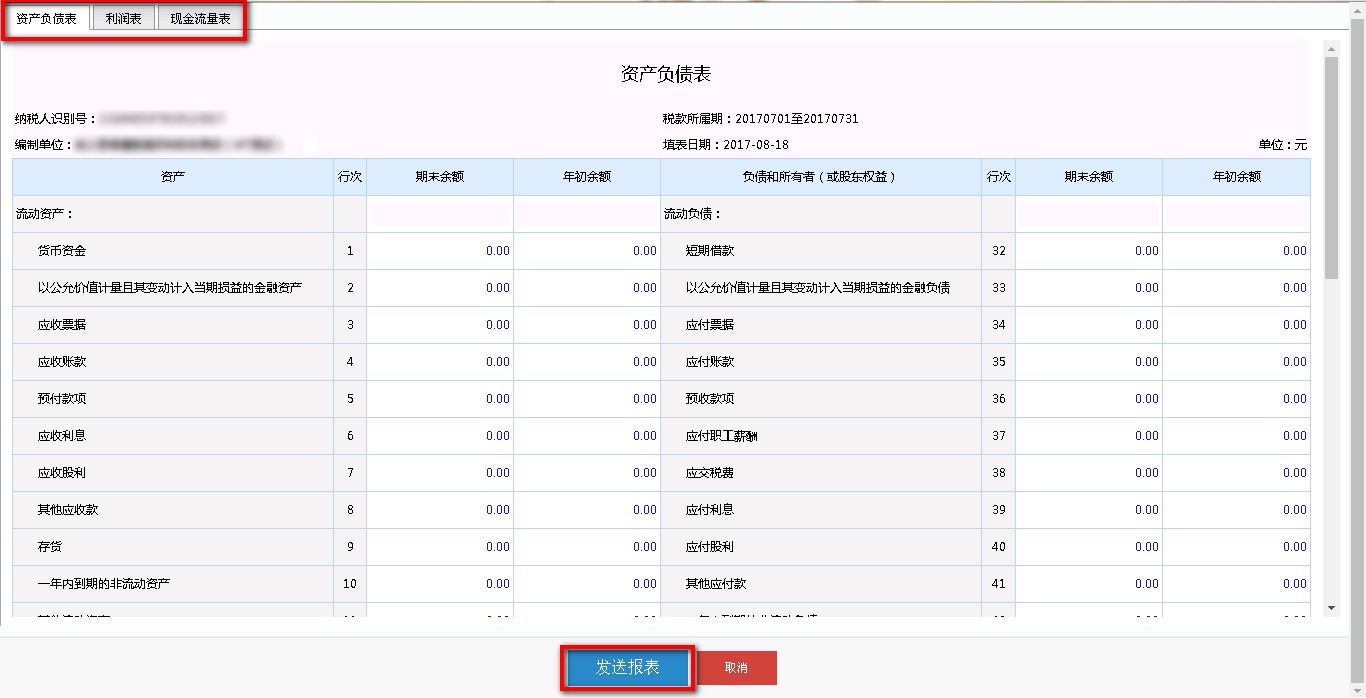 资产负债表 利润表 现金流量表
资产负债表
纳税人识别号：
税款所属期：20170701至20170731
编制单位：
填表日期：2017-08-18
单位：元
资产 行次 期末余额 年初余额 负债和所有者（或股东权益） 行次 期末余额 年初余额
流动资产： 流动负债：
货币资金 1 0.00 0.00 短期借款 32 0.00 0.00
以公允价值计量且其变动计入当期损益的金融资产 2 0.00 0.00 以公允价值计量且其变动计入当期损益的金融负债 33 0.00 0.00
应收票据 3 0.00 0.00 应付票据 34 0.00 0.00
应收账款 4 0.00 0.00 应付账款 35 0.00 0.00
预付款项 5 0.00 0.00 预收款项 36 0.00 0.00
应收利息 6 0.00 0.00 应付职工薪酬 37 0.00 0.00
应收股利 7 0.00 0.00 应交税费 38 0.00 0.00
其他应收款 8 0.00 0.00 应付利息 39 0.00 0.00
存货 9 0.00 0.00 应付股利 40 0.00 0.00
一年内到期的非流动资产 10 0.00 0.00 其他应付款 41 0.00 0.00
发送报表 取消